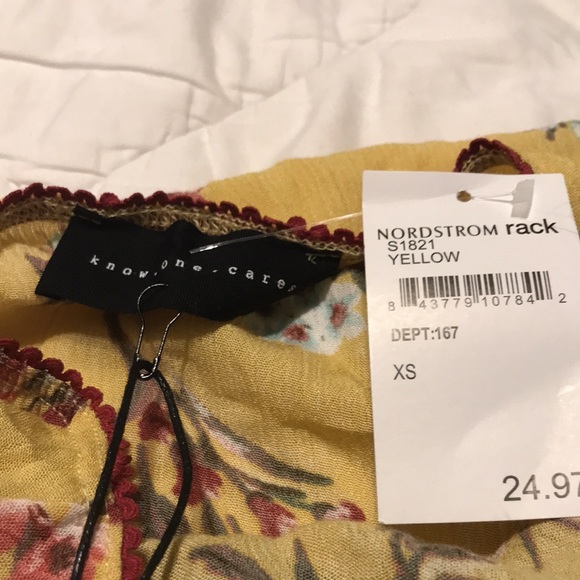 know.one.cares
NORDSTROM rack
S1821
YELLOW
8 43779 10784 2
DEPT:167
XS
24.97